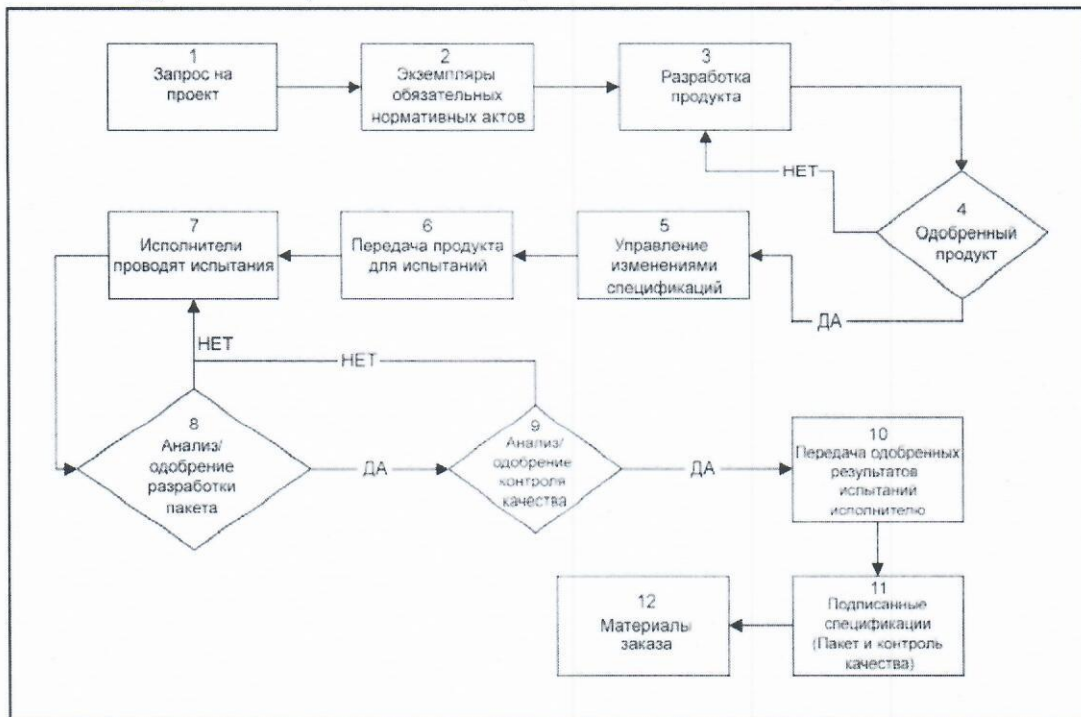 1
Запрос на
проект
2
Экземпляры
обязательных
нормативных актов
3
Разработка
продукта
НЕТ
4
Одобренный
продукт
7
Исполнители
проводят испытания
6
Передача продукта
для испытаний
5
Управление
изменениями
спецификаций
ДА
НЕТ
НЕТ
8
Анализ/
одобрение
разработки
пакета
ДА
9
Анализ/
одобрение
контроля
качества
ДА
10
Передача одобренных
результатов
испытаний
исполнителю
12
Материалы
заказа
11
Подписанные
спецификации
(Пакет и контроль
качества)